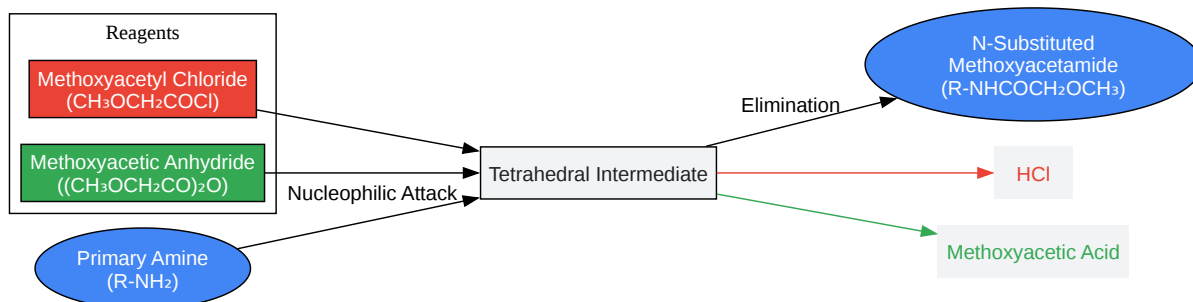 Reagents
Methoxyacetyl Chloride
(CH₃OCH₂COCl)
Methoxyacetic Anhydride
((CH₃OCH₂CO)₂O)
Primary Amine
(R-NH₂)
Nucleophilic Attack
Tetrahedral Intermediate
Elimination
N-Substituted
Methoxyacetamide
(R-NHCOCH₂OCH₃)
HCl
Methoxyacetic Acid